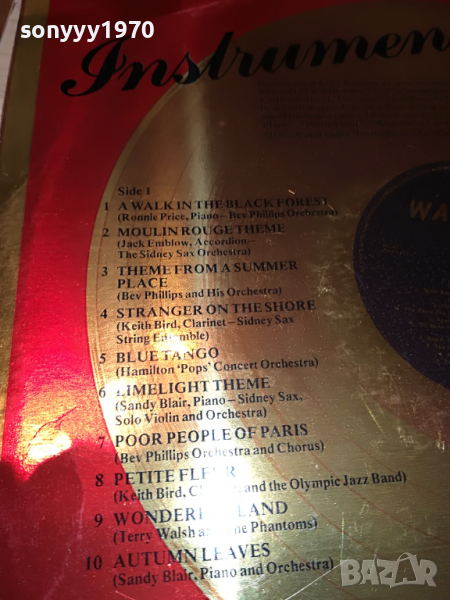 sonyyy1970
Instrumen
Side 1
1 A WALK IN THE BLACK FOREST
(Ronnie Price, Piano – Bev Phillips Orchestra)
2 MOULIN ROUGE THEME
(Jack Emblow, Accordion –
The Sidney Sax Orchestra)
3 THEME FROM A SUMMER
PLACE
(Bev Phillips and His Orchestra)
4 STRANGER ON THE SHORE
(Keith Bird, Clarinet – Sidney Sax
String Ensemble)
5 BLUE TANGO
(Hamilton 'Pops' Concert Orchestra)
6 LIMELIGHT THEME
(Sandy Blair, Piano – Sidney Sax,
Solo Violin and Orchestra)
7 POOR PEOPLE OF PARIS
(Bev Phillips Orchestra and Chorus)
8 PETITE FLEUR
(Keith Bird, and the Olympic Jazz Band)
9 WONDER LAND
(Terry Walsh and the Phantoms)
10 AUTUMN LEAVES
(Sandy Blair, Piano and Orchestra)
WA
BAZAR.bg